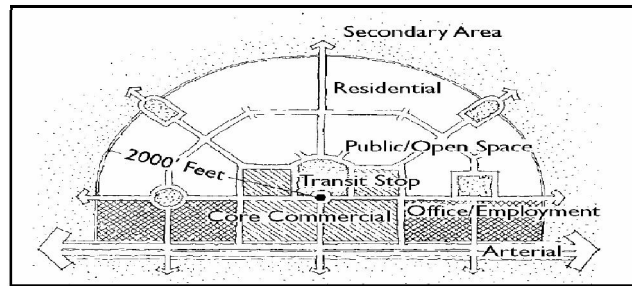 Secondary Area
Residential
Public/Open Space
2000' Feet
Transit Stop
Core Commercial
Office/Employment
Arterial